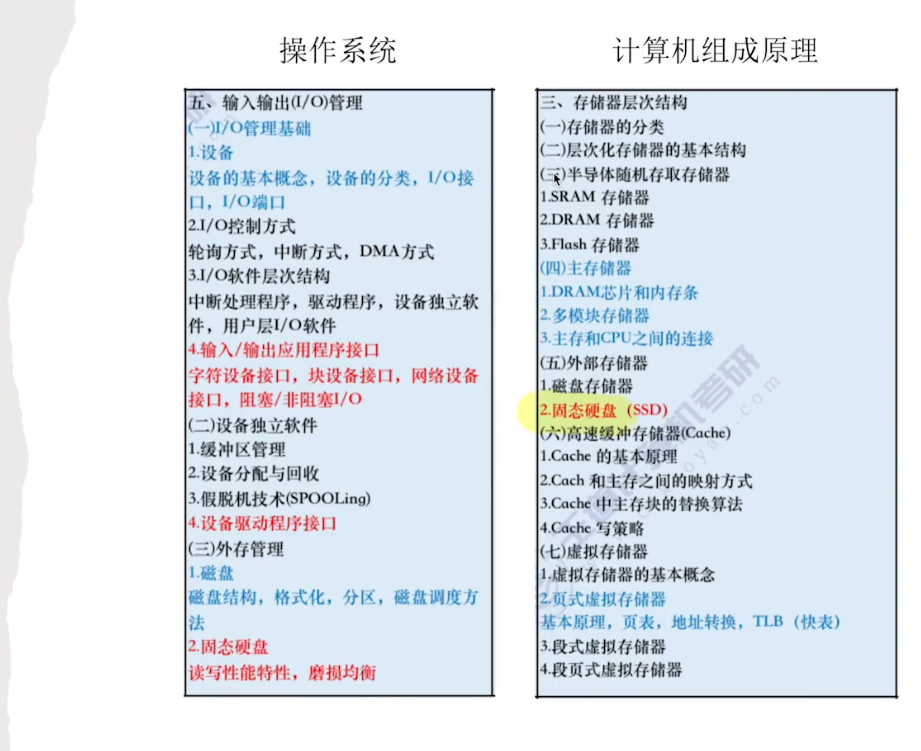 操作系统
五、输入输出(I/O)管理
(一)I/O管理基础
1.设备
设备的基本概念，设备的分类，I/O接
口，I/O端口
2.I/O控制方式
轮询方式，中断方式，DMA方式
3.I/O软件层次结构
中断处理程序，驱动程序，设备独立软
件，用户层I/O软件
4.输入/输出应用程序接口
字符设备接口，块设备接口，网络设备
接口，阻塞/非阻塞I/O
(二)设备独立软件
1.缓冲区管理
2.设备分配与回收
3.假脱机技术(SPOOLing)
4.设备驱动程序接口
(三)外存管理
1.磁盘
磁盘结构，格式化，分区，磁盘调度方
法
2.固态硬盘
读写性能特性，磨损均衡
计算机组成原理
三、存储器层次结构
(一)存储器的分类
(二)层次化存储器的基本结构
(三)半导体随机存取存储器
1.SRAM 存储器
2.DRAM 存储器
3.Flash 存储器
(四)主存储器
1.DRAM芯片和内存条
2.多模块存储器
3.主存和CPU之间的连接
(五)外部存储器
1.磁盘存储器
2.固态硬盘（SSD）
(六)高速缓冲存储器(Cache)
1.Cache 的基本原理
2.Cach 和主存之间的映射方式
3.Cache 中主存块的替换算法
4.Cache 写策略
(七)虚拟存储器
1.虚拟存储器的基本概念
2.页式虚拟存储器
基本原理，页表，地址转换，TLB（快表）
3.段式虚拟存储器
4.段页式虚拟存储器